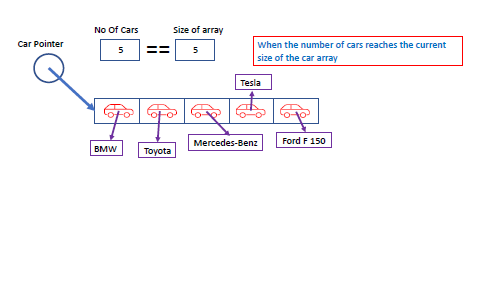 No Of Cars
Size of array
Car Pointer
5
==
5
When the number of cars reaches the current
size of the car array
Tesla
BMW
Toyota
Mercedes-Benz
Ford F 150